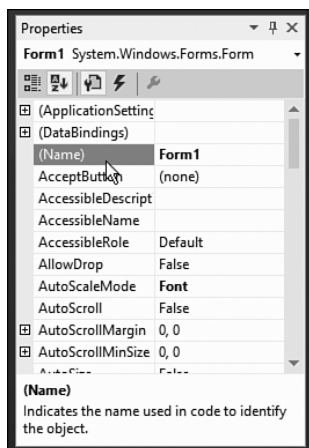 Properties
Form1 System.Windows.Forms.Form
(ApplicationSetting
(DataBindings)
(Name) Form1
AcceptButton (none)
AccessibleDescript
AccessibleName
AccessibleRole Default
AllowDrop False
AutoScaleMode Font
AutoScroll False
AutoScrollMargin 0, 0
AutoScrollMinSize 0, 0
AutoSize False
(Name)
Indicates the name used in code to identify
the object.